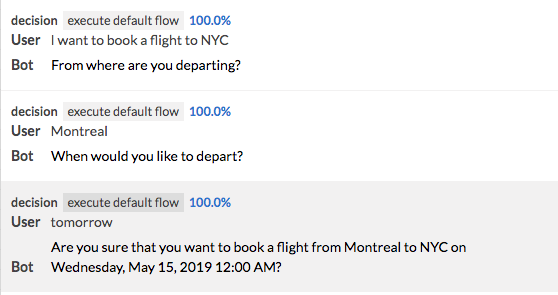 decision execute default flow 100.0%
User I want to book a flight to NYC
Bot From where are you departing?
decision execute default flow 100.0%
User Montreal
Bot When would you like to depart?
decision execute default flow 100.0%
User tomorrow
Are you sure that you want to book a flight from Montreal to NYC on
Bot Wednesday, May 15, 2019 12:00 AM?